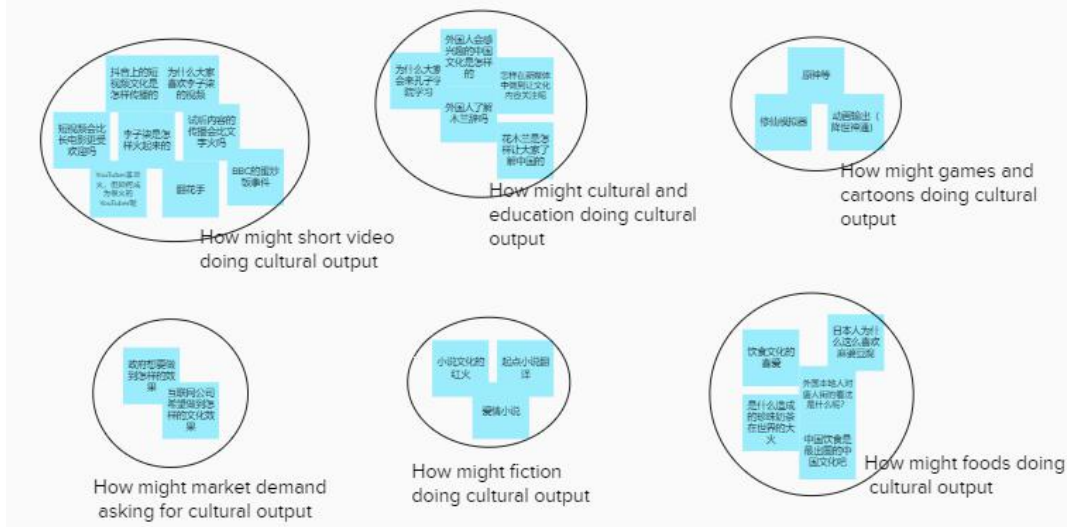 抖音上的短
视频文化是
怎样传播的
为什么大家
喜欢李子柒
的视频
短视频会比
长电影更受
欢迎吗
李子柒是怎
样火起来的
试听内容的
传播会比文
字火吗
翻花手
BBC的蛋炒
饭事件
How might short video
doing cultural output
外国人会感
兴趣的中国
文化是怎样
的
为什么大家
会来孔子学
院学习
怎样在新媒体
中做到让文化
内容关注呢
外国人了解
木兰辞吗
花木兰是怎
样让大家了
解中国的
How might cultural and
education doing cultural
output
原神等
修仙模拟器
动画输出（
降世神通)
How might games and
cartoons doing cultural
output
政府想要做
到怎样的效
果
互联网公司
希望做到怎
样的文化效
果
How might market demand
asking for cultural output
小说文化的
红火
起点小说翻
译
爱情小说
How might fiction
doing cultural output
饮食文化的
喜爱
日本人为什
么这么喜欢
麻婆豆腐
外国本地人对
唐人街的看法
是什么呢？
是什么造成
的珍珠奶茶
在世界的大
火
中国饮食是
最出圈的中
国文化吧
How might foods doing
cultural output